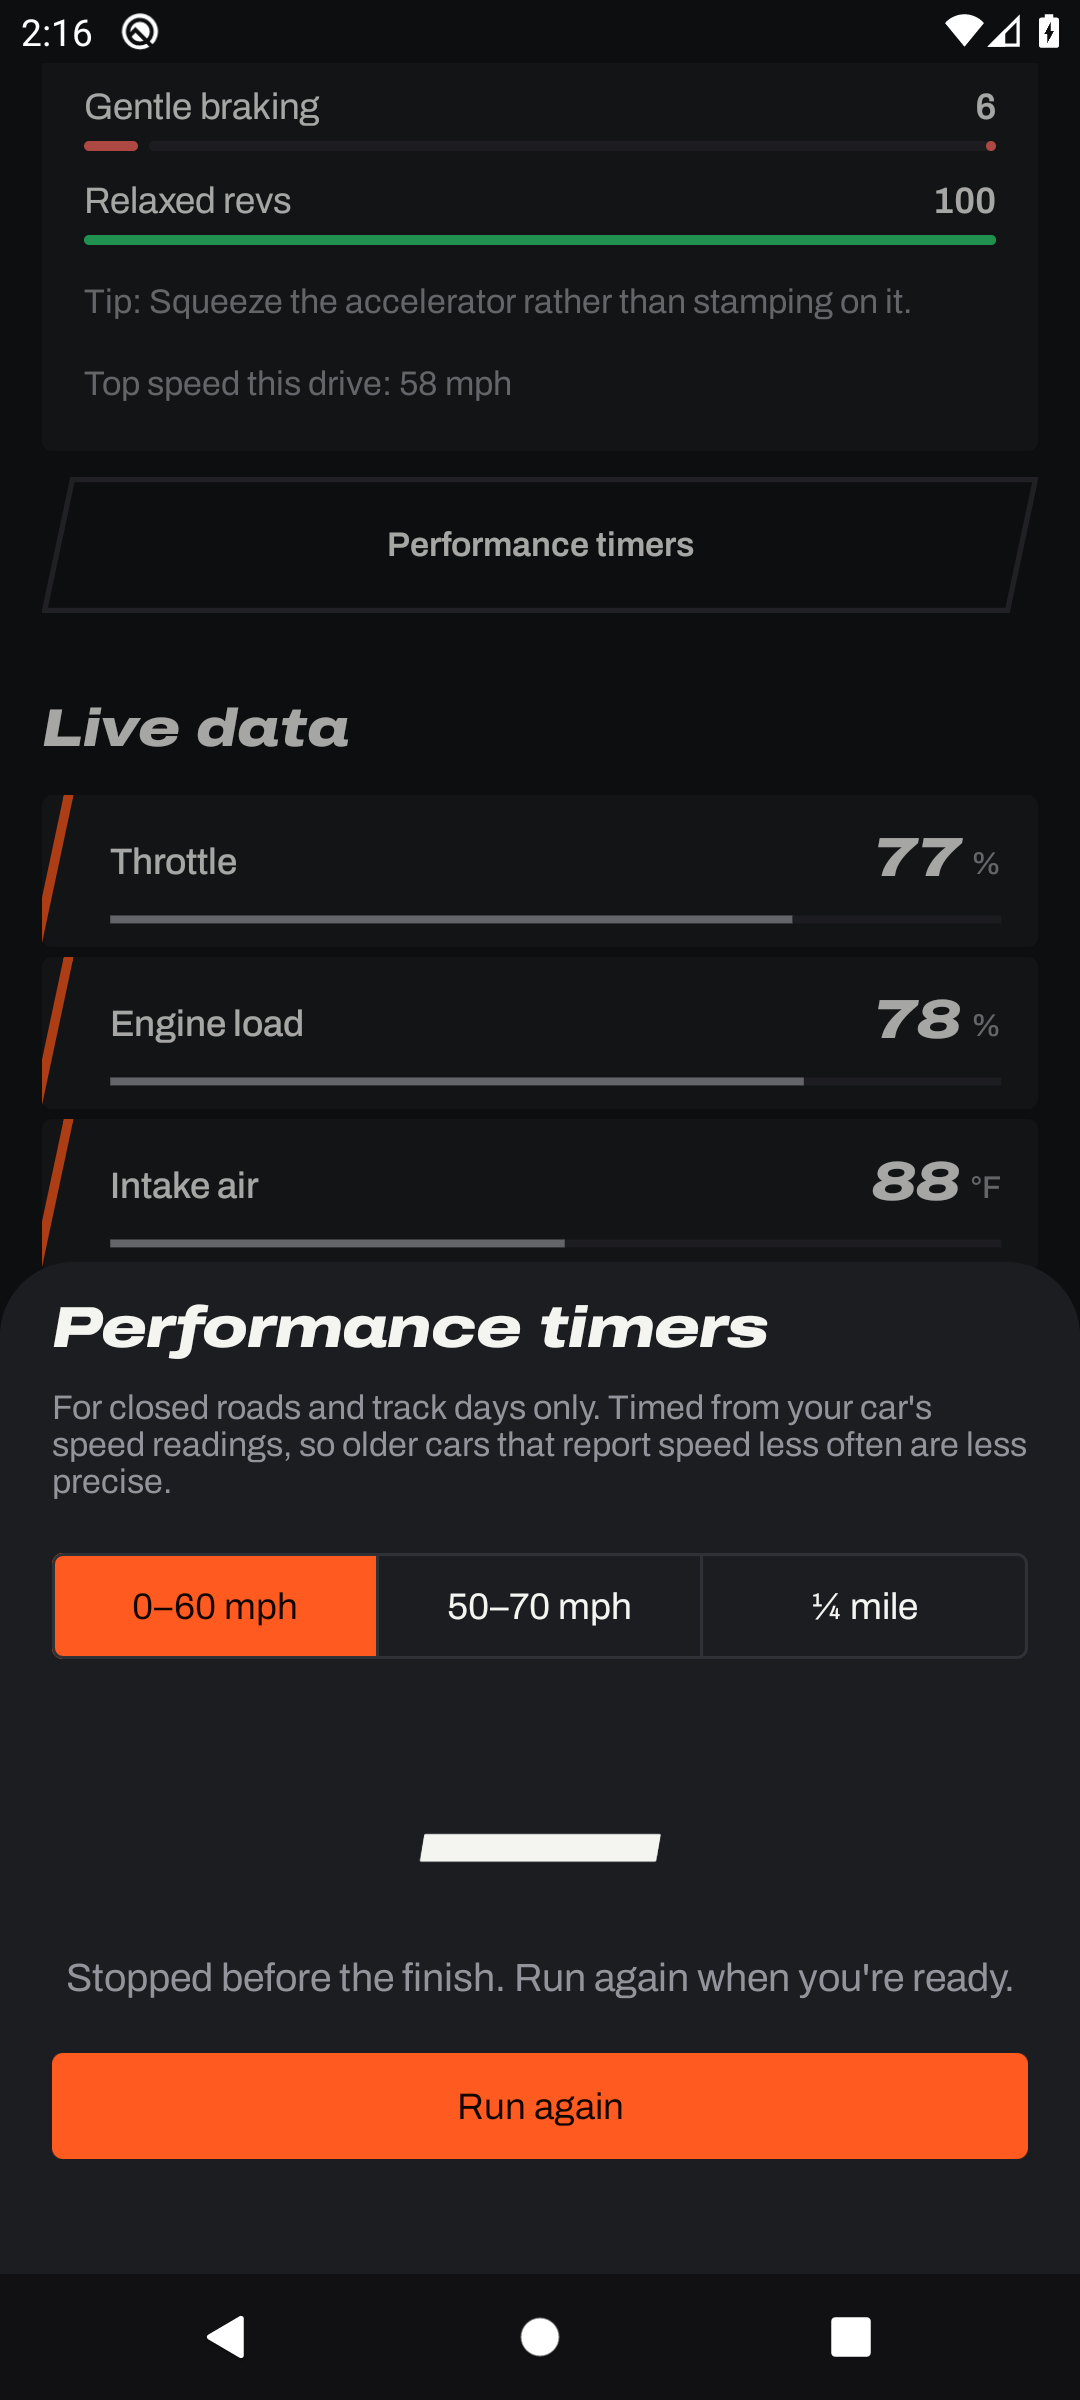 2:16
Gentle braking 6
Relaxed revs 100
Tip: Squeeze the accelerator rather than stamping on it.
Top speed this drive: 58 mph
Performance timers
Live data
Throttle 77 %
Engine load 78 %
Intake air 88 °F
Performance timers
For closed roads and track days only. Timed from your car's
speed readings, so older cars that report speed less often are less
precise.
0–60 mph 50–70 mph ¼ mile
Stopped before the finish. Run again when you're ready.
Run again